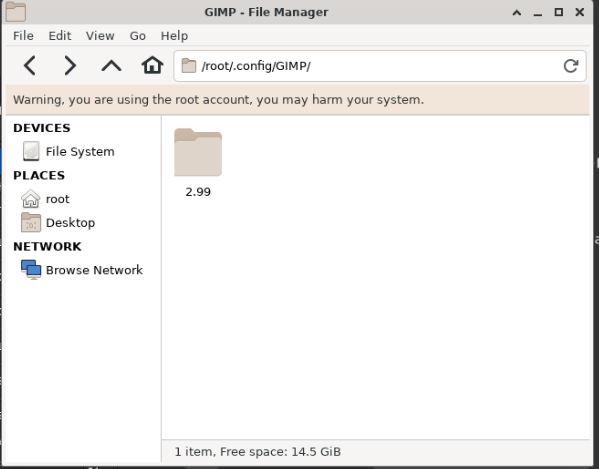 GIMP - File Manager
File Edit View Go Help
/root/.config/GIMP/
Warning, you are using the root account, you may harm your system.
DEVICES
File System
PLACES
root
Desktop
NETWORK
Browse Network
2.99
1 item, Free space: 14.5 GiB